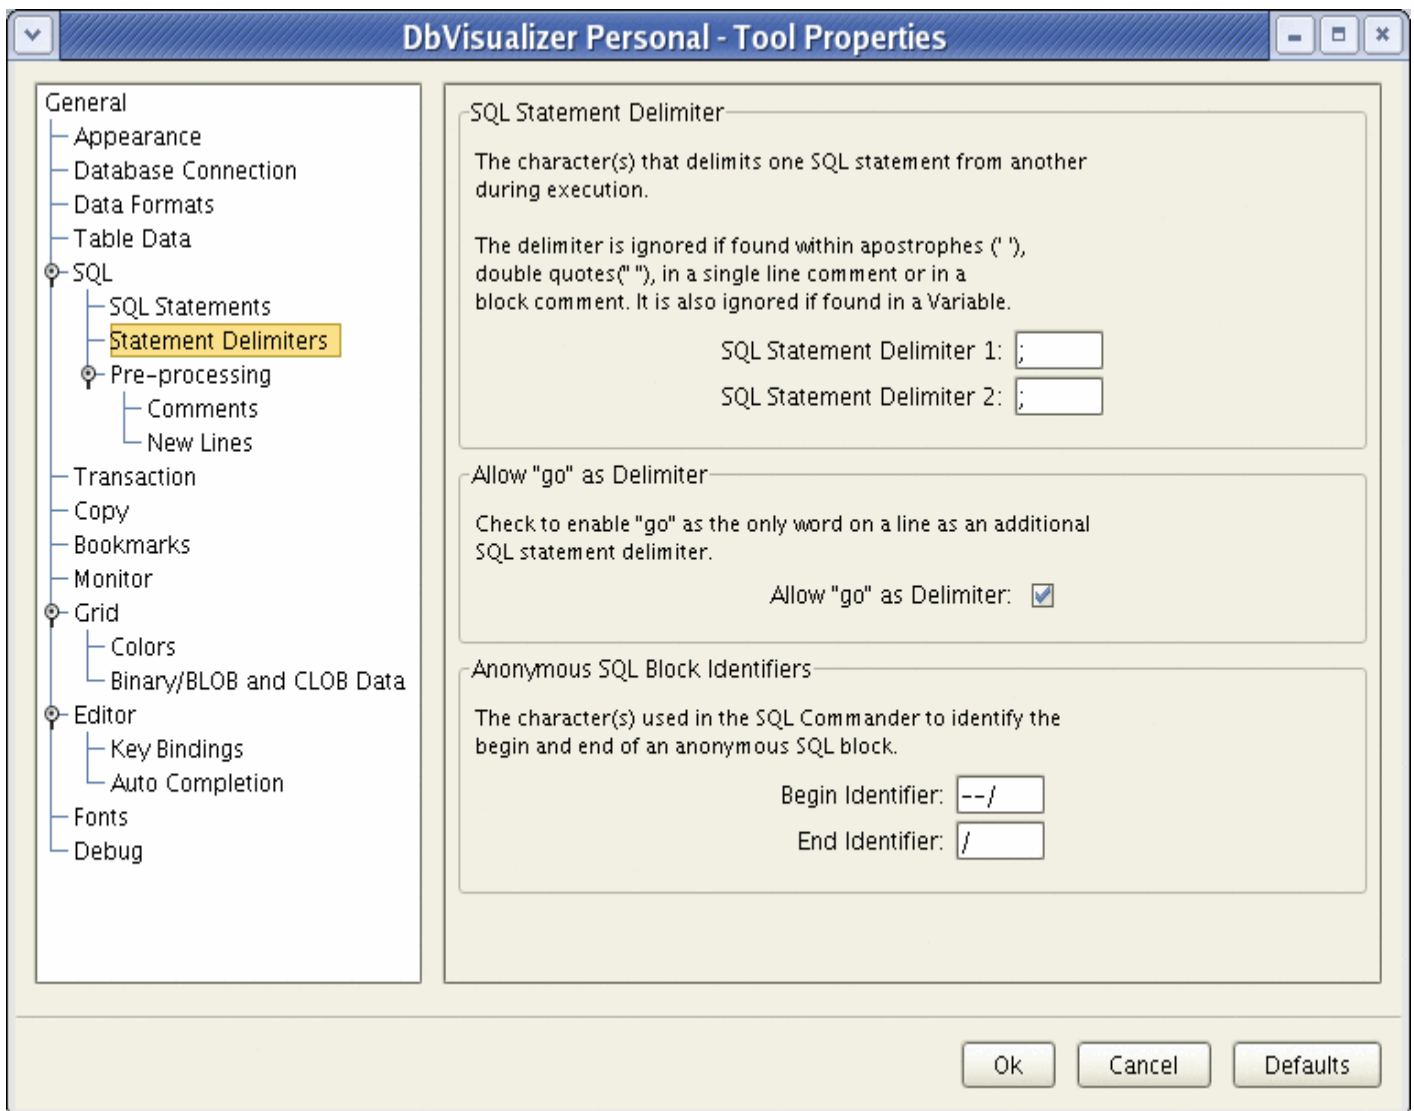 DbVisualizer Personal - Tool Properties
General
Appearance
Database Connection
Data Formats
Table Data
SQL
SQL Statements
Statement Delimiters
Pre-processing
Comments
New Lines
Transaction
Copy
Bookmarks
Monitor
Grid
Colors
Binary/BLOB and CLOB Data
Editor
Key Bindings
Auto Completion
Fonts
Debug
SQL Statement Delimiter
The character(s) that delimits one SQL statement from another
during execution.
The delimiter is ignored if found within apostrophes (' '),
double quotes(" "), in a single line comment or in a
block comment. It is also ignored if found in a Variable.
SQL Statement Delimiter 1: ;
SQL Statement Delimiter 2: ;
Allow "go" as Delimiter
Check to enable "go" as the only word on a line as an additional
SQL statement delimiter.
Allow "go" as Delimiter:
Anonymous SQL Block Identifiers
The character(s) used in the SQL Commander to identify the
begin and end of an anonymous SQL block.
Begin Identifier: --/
End Identifier: /
Ok Cancel Defaults